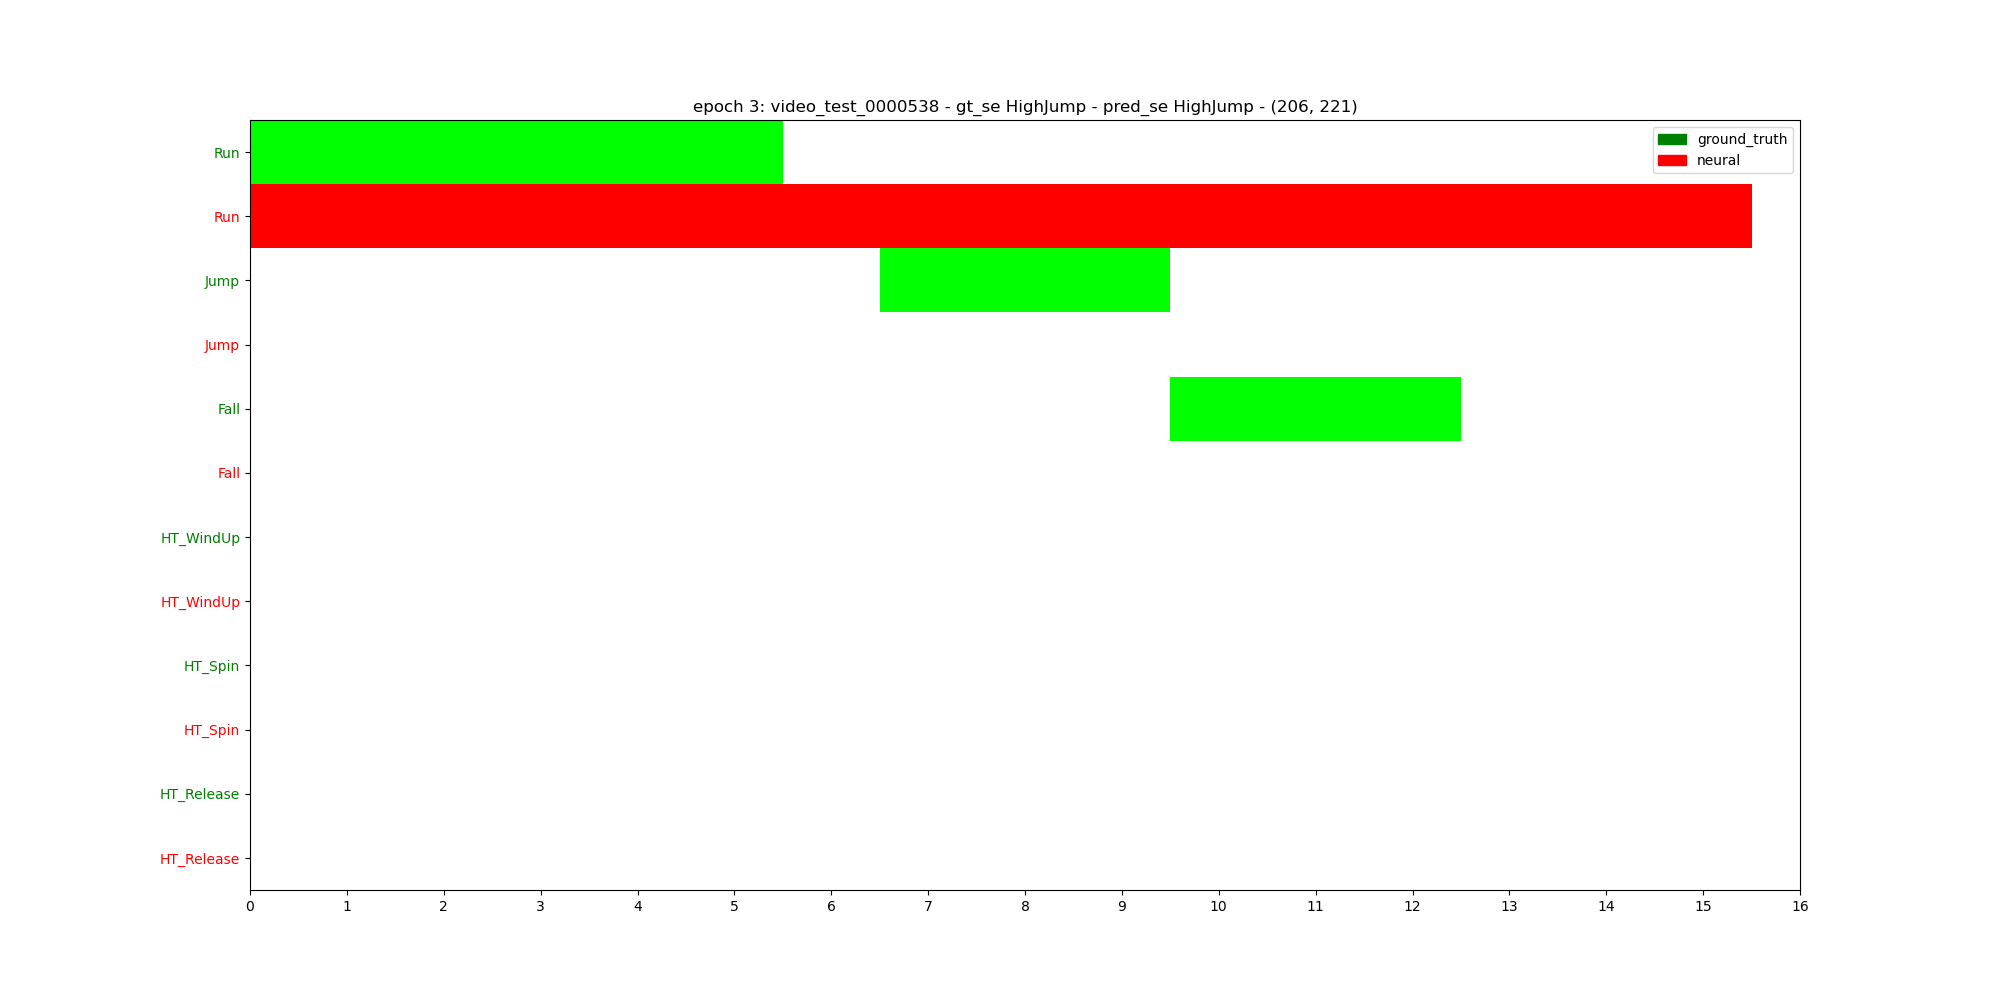 epoch 3: video_test_0000538 - gt_se HighJump - pred_se HighJump - (206, 221)
ground_truth
neural
Run
Run
Jump
Jump
Fall
Fall
HT_WindUp
HT_WindUp
HT_Spin
HT_Spin
HT_Release
HT_Release
0 1 2 3 4 5 6 7 8 9 10 11 12 13 14 15 16